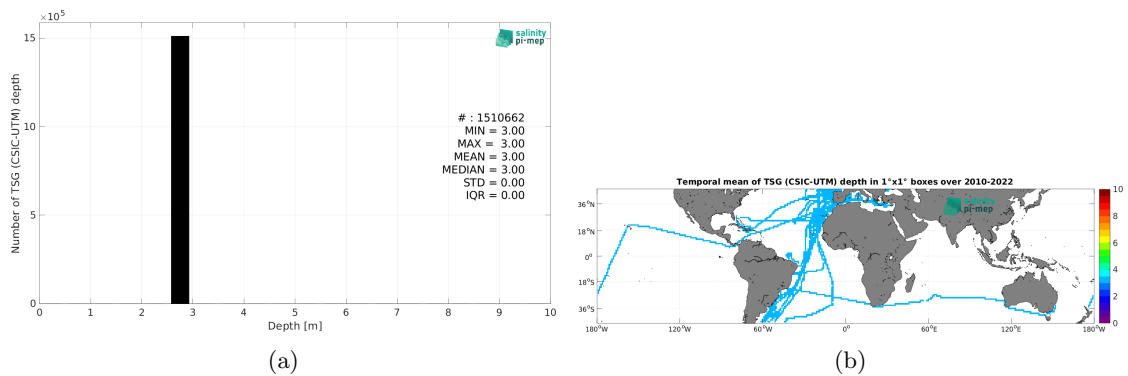 ×10⁵
15
10
5
0
Number of TSG (CSIC-UTM) depth
salinity
pi-mep
# : 1510662
MIN = 3.00
MAX = 3.00
MEAN = 3.00
MEDIAN = 3.00
STD = 0.00
IQR = 0.00
0 1 2 3 4 5 6 7 8 9 10
Depth [m]
(a)
Temporal mean of TSG (CSIC-UTM) depth in 1°x1° boxes over 2010-2022
salinity
pi-mep
36°N
18°N
0°
18°S
36°S
180°W 120°W 60°W 0°W 60°E 120°E 180°W
10
8
6
4
2
0
(b)